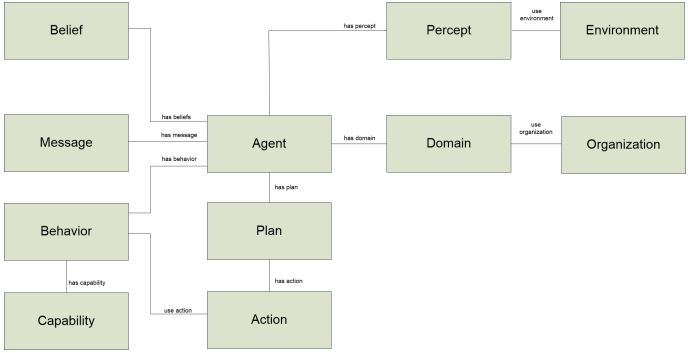 Belief
has percept
Percept
use
environment
Environment
has beliefs
Message
has message
Agent
has domain
Domain
use
organization
Organization
has behavior
has plan
Behavior
Plan
has capability
has action
Capability
use action
Action